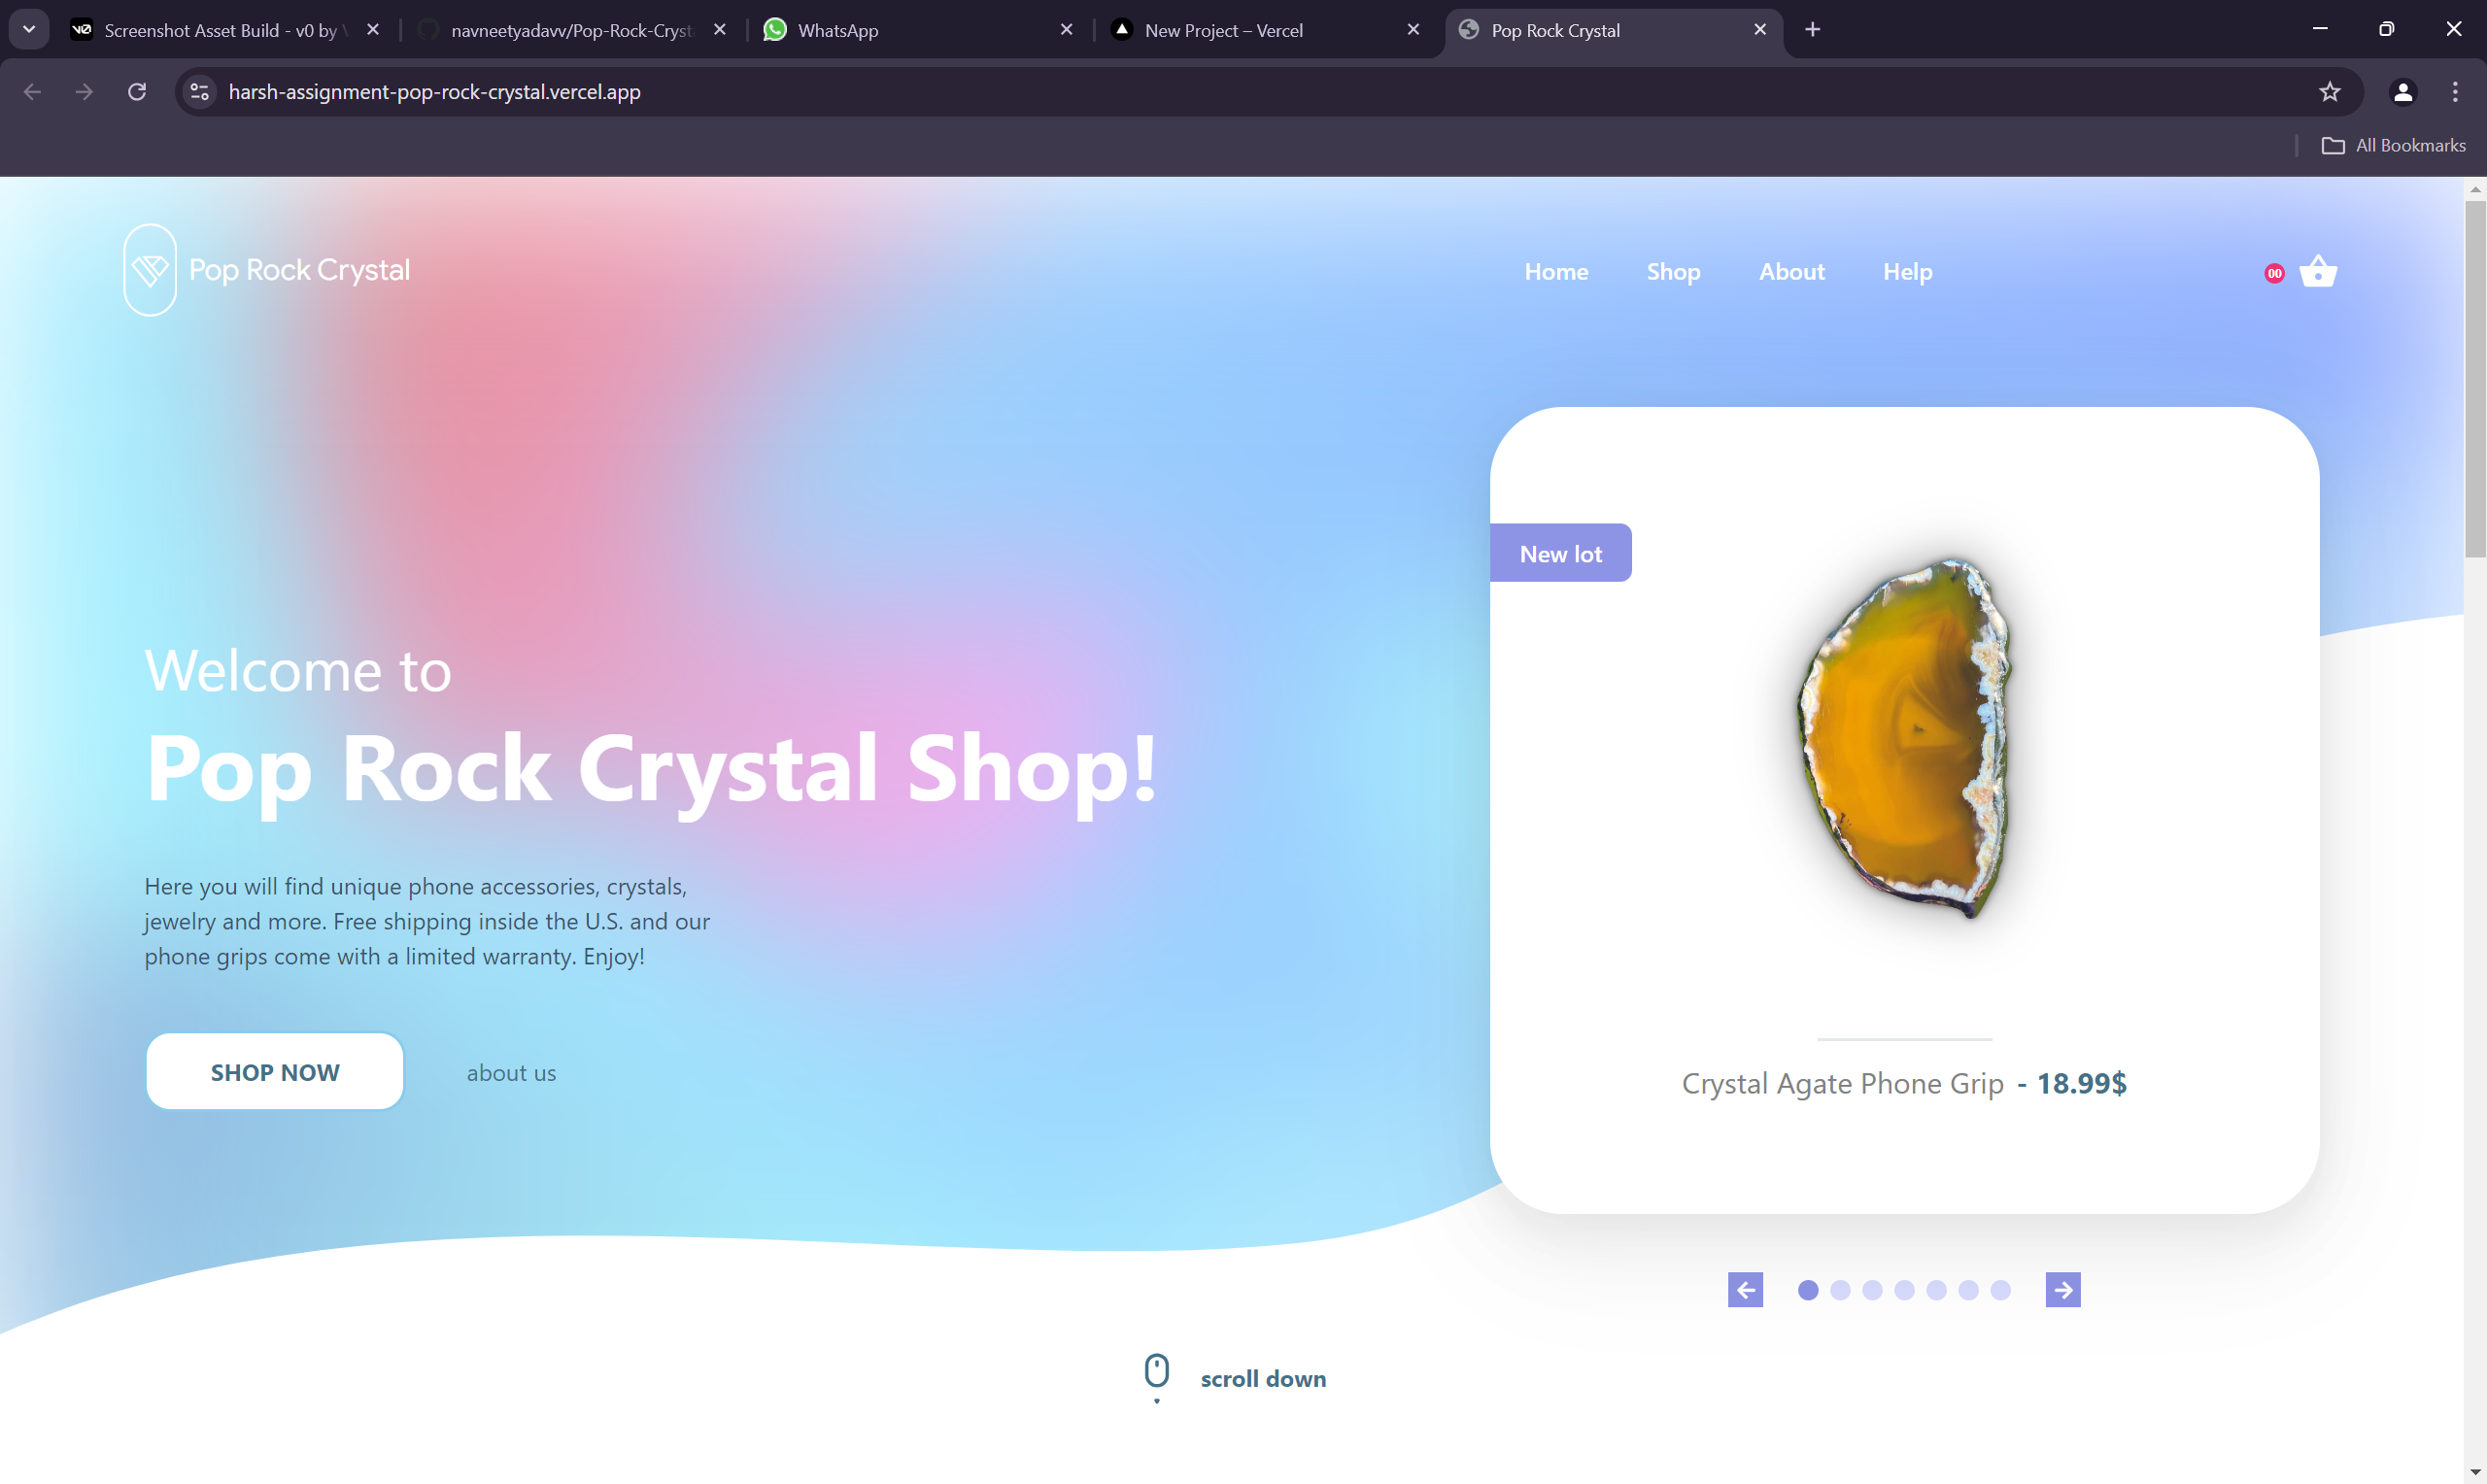 Screenshot Asset Build - v0 by
navneetyadavv/Pop-Rock-Cryst
WhatsApp
New Project – Vercel
Pop Rock Crystal
harsh-assignment-pop-rock-crystal.vercel.app
All Bookmarks
Pop Rock Crystal
Home
Shop
About
Help
00
New lot
Welcome to
Pop Rock Crystal Shop!
Here you will find unique phone accessories, crystals,
jewelry and more. Free shipping inside the U.S. and our
phone grips come with a limited warranty. Enjoy!
SHOP NOW
about us
Crystal Agate Phone Grip - 18.99$
scroll down